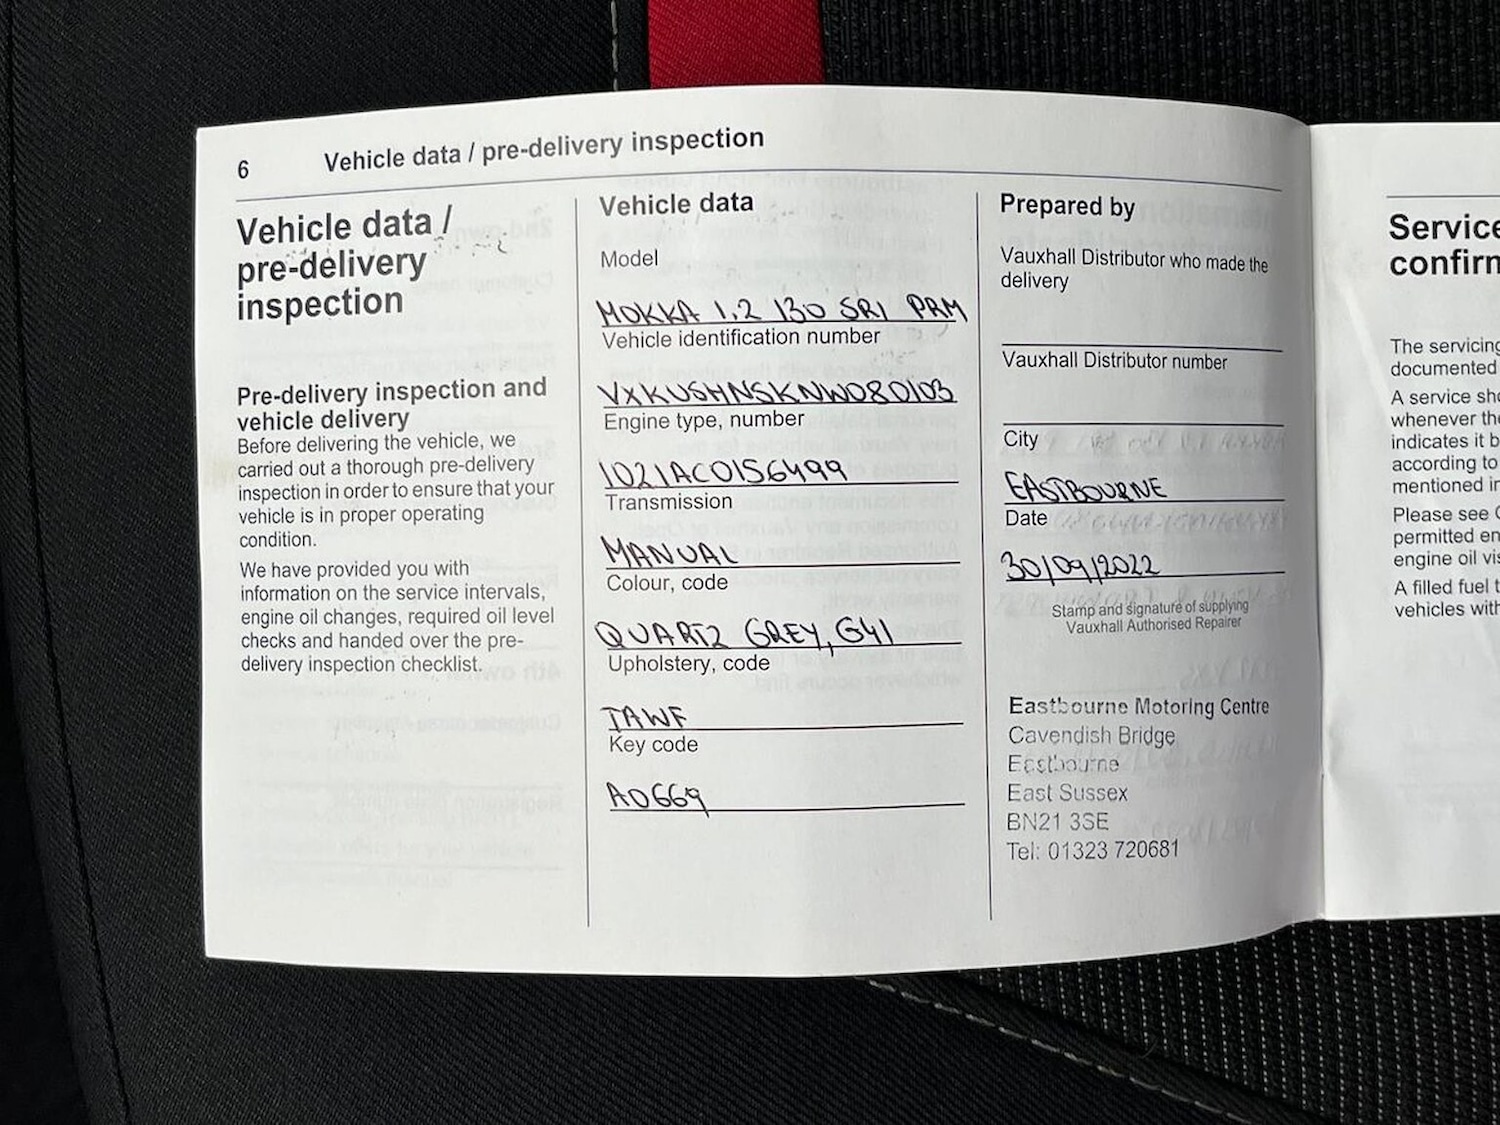 6 Vehicle data / pre-delivery inspection
Vehicle data /
pre-delivery
inspection
Pre-delivery inspection and
vehicle delivery
Before delivering the vehicle, we
carried out a thorough pre-delivery
inspection in order to ensure that your
vehicle is in proper operating
condition.
We have provided you with
information on the service intervals,
engine oil changes, required oil level
checks and handed over the pre-
delivery inspection checklist.
Vehicle data
Model
MOKKA 1.2 130 SRI PRM
Vehicle identification number
VXKUSHNSKNW080103
Engine type, number
1021AC0156499
Transmission
MANUAL
Colour, code
QUARTZ GREY, G41
Upholstery, code
TAWF
Key code
A0669
Prepared by
Vauxhall Distributor who made the
delivery
Vauxhall Distributor number
City
EASTBOURNE
Date
30/09/2022
Stamp and signature of supplying
Vauxhall Authorised Repairer
Eastbourne Motoring Centre
Cavendish Bridge
Eastbourne
East Sussex
BN21 3SE
Tel: 01323 720681
Service
confirm
The servicing
documented
A service sho
whenever the
indicates it b
according to
mentioned in
Please see
permitted en
engine oil vis
A filled fuel t
vehicles with